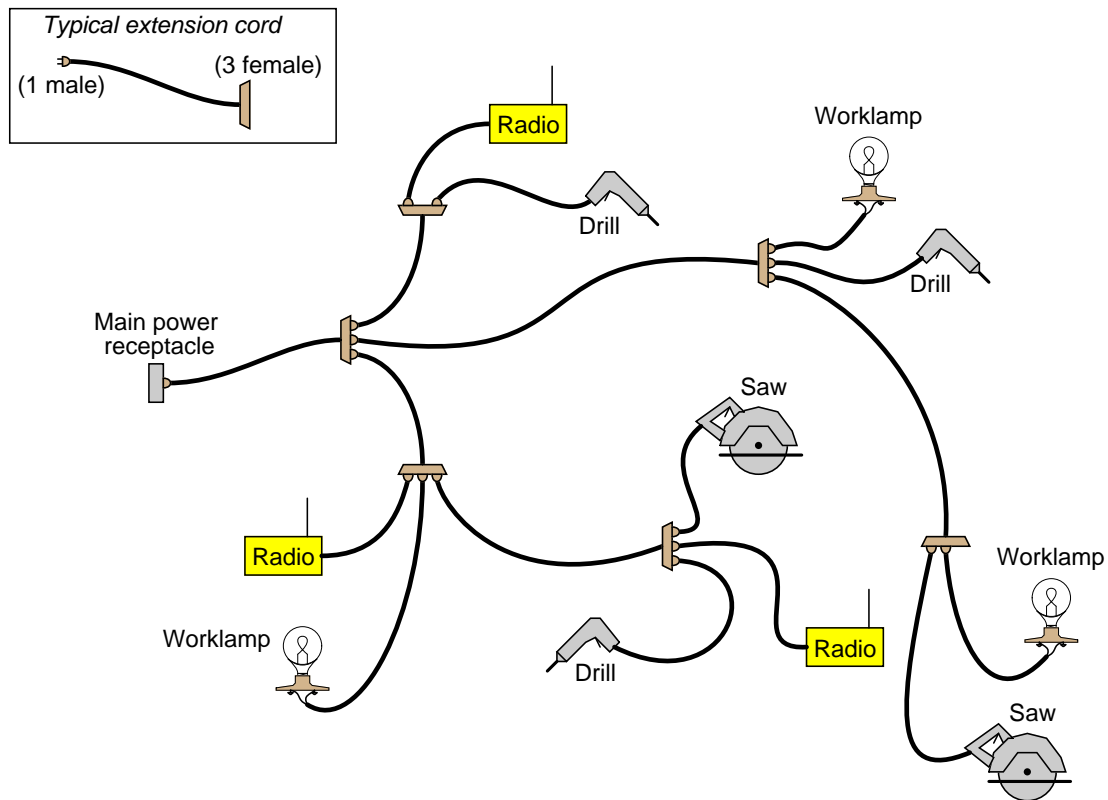 Typical extension cord
(3 female)
(1 male)
Radio
Worklamp
Drill
Drill
Main power
receptacle
Saw
Radio
Worklamp
Worklamp
Drill
Radio
Saw